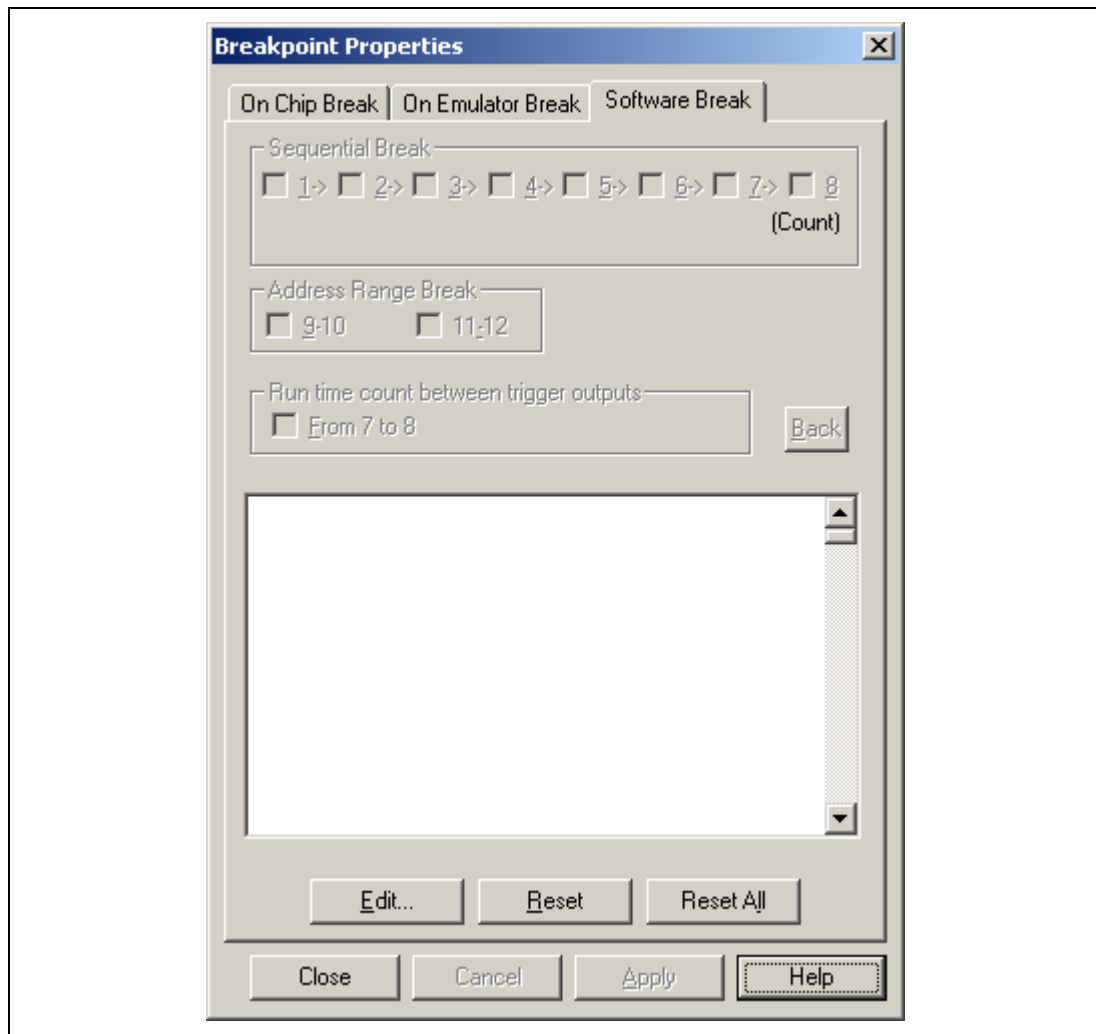 Breakpoint Properties
On Chip Break On Emulator Break Software Break
Sequential Break
1-> 2-> 3-> 4-> 5-> 6-> 7-> 8
(Count)
Address Range Break
9-10 11-12
Run time count between trigger outputs
From 7 to 8
Back
Edit... Reset Reset All
Close Cancel Apply Help